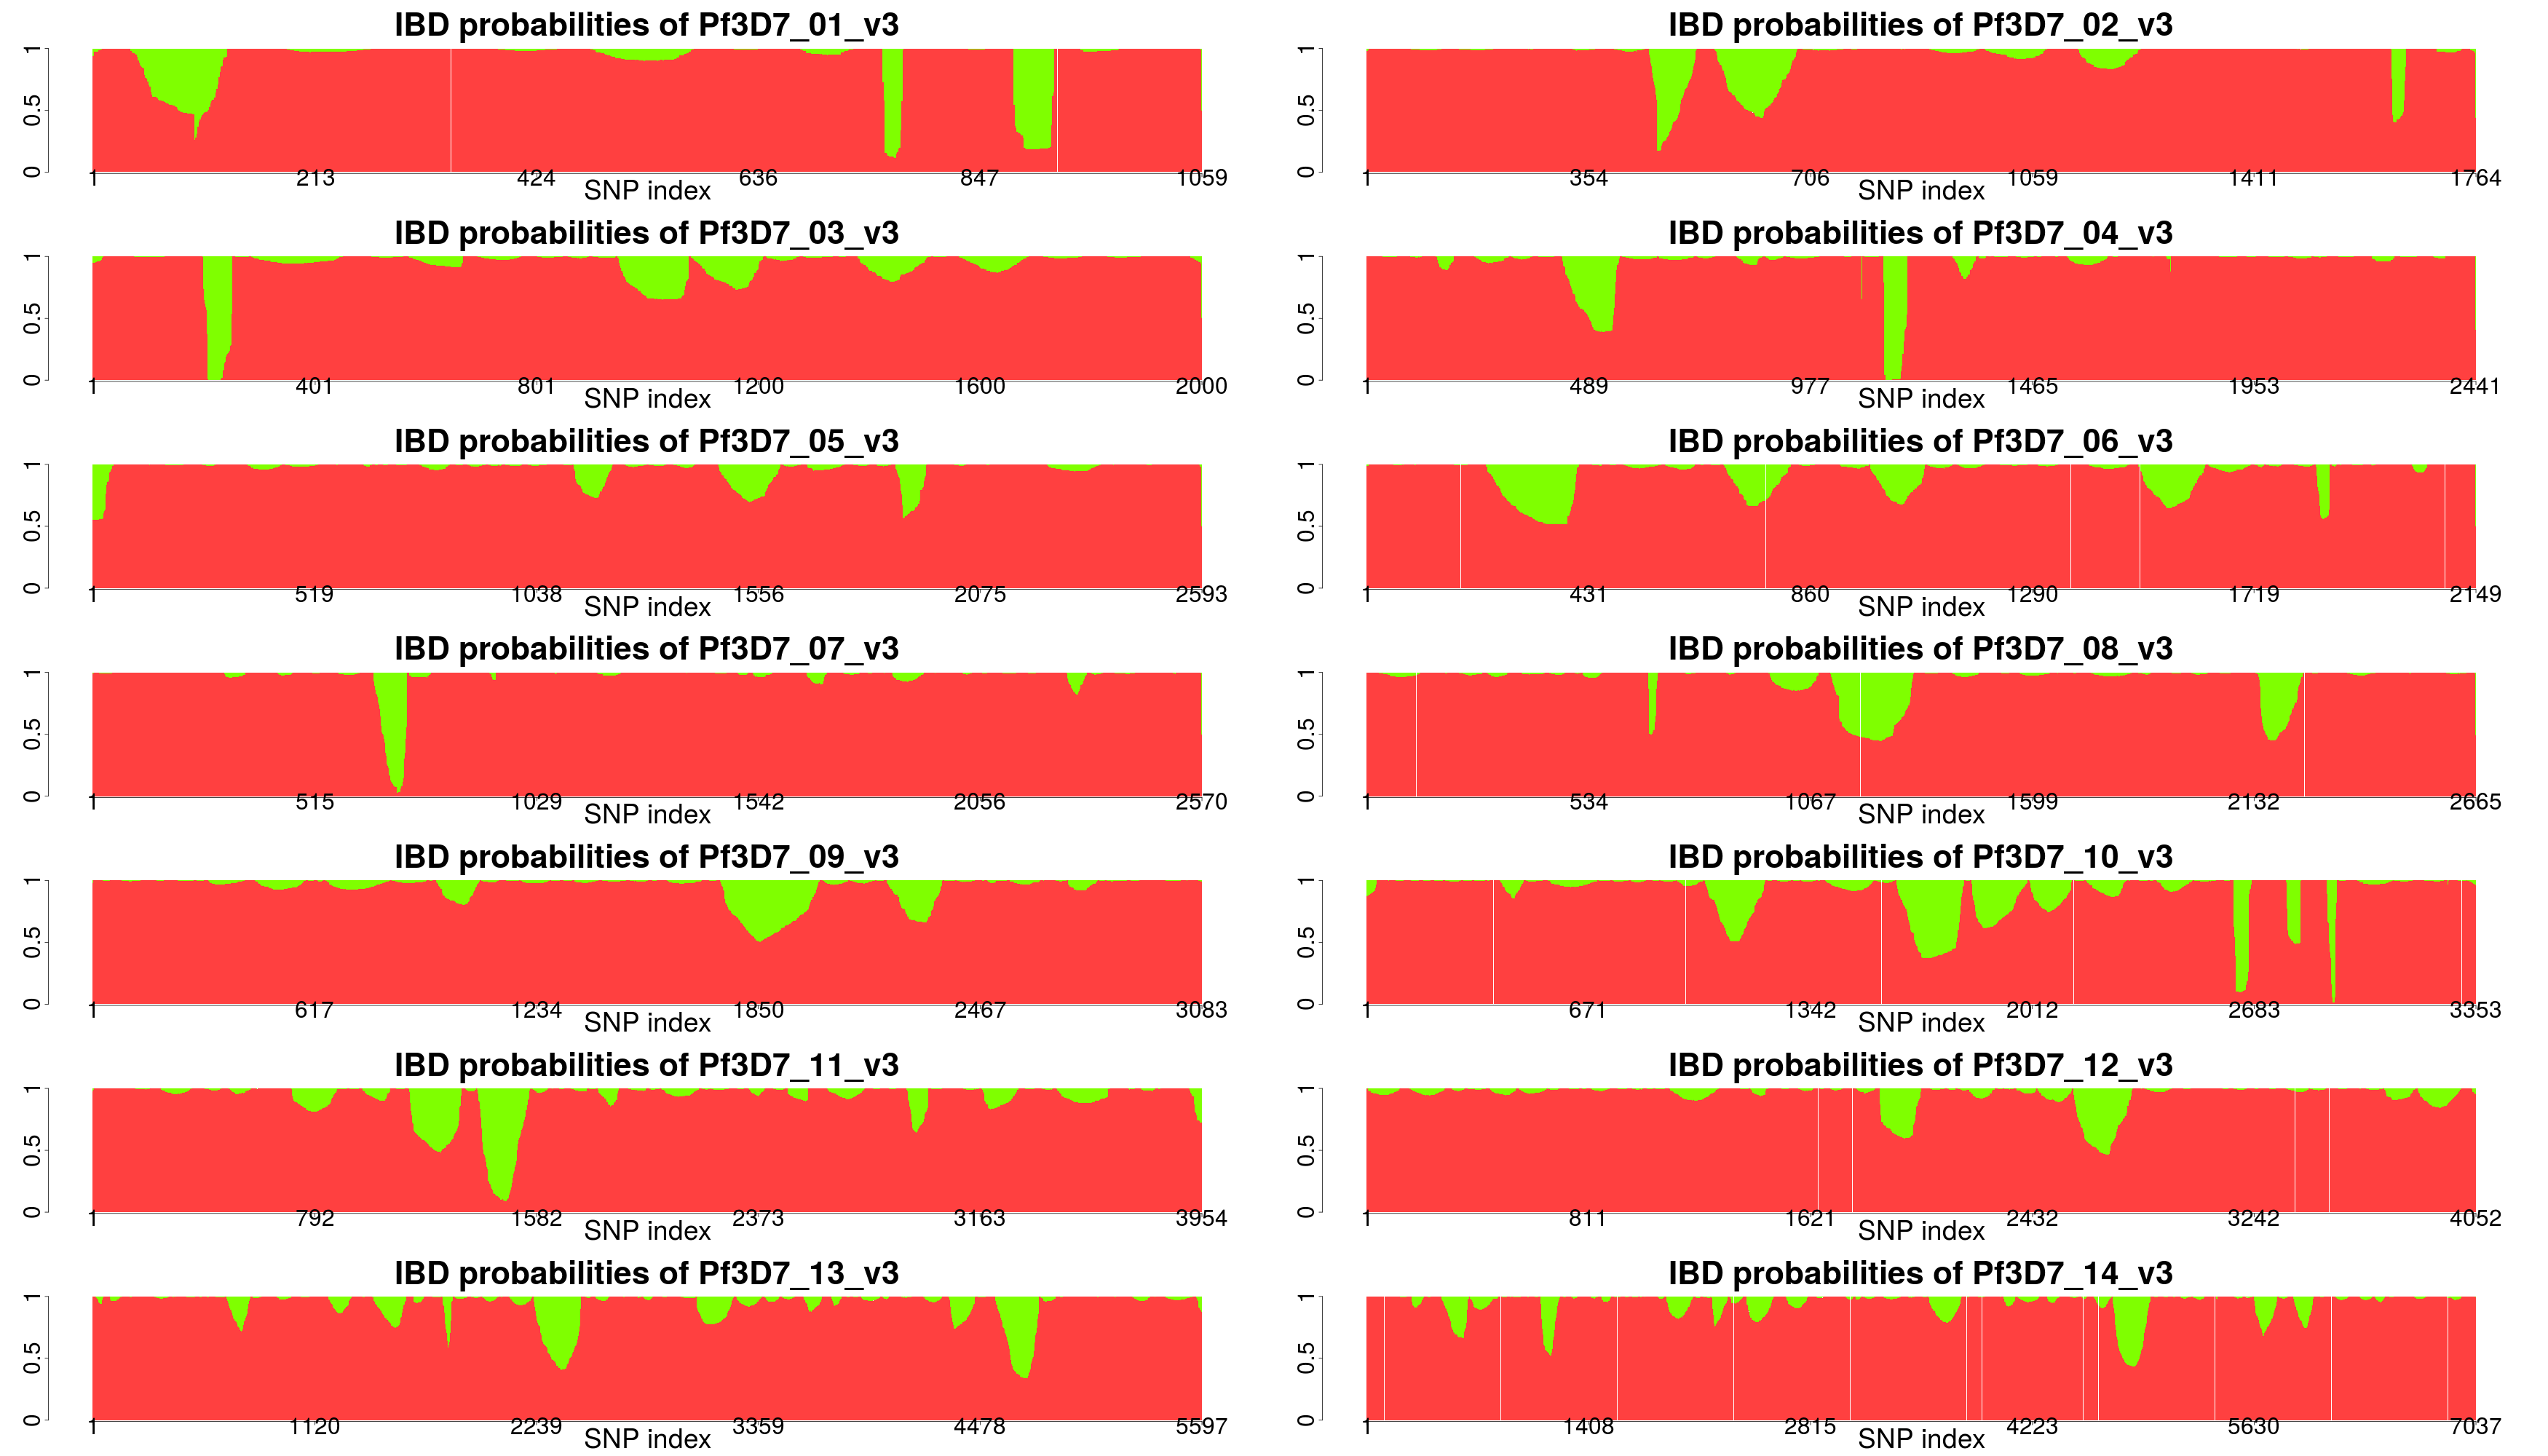 IBD probabilities of Pf3D7_01_v3
0 0.5 1
1 213 424 636 847 1059
SNP index
IBD probabilities of Pf3D7_02_v3
0 0.5 1
1 354 706 1059 1411 1764
SNP index
IBD probabilities of Pf3D7_03_v3
0 0.5 1
1 401 801 1200 1600 2000
SNP index
IBD probabilities of Pf3D7_04_v3
0 0.5 1
1 489 977 1465 1953 2441
SNP index
IBD probabilities of Pf3D7_05_v3
0 0.5 1
1 519 1038 1556 2075 2593
SNP index
IBD probabilities of Pf3D7_06_v3
0 0.5 1
1 431 860 1290 1719 2149
SNP index
IBD probabilities of Pf3D7_07_v3
0 0.5 1
1 515 1029 1542 2056 2570
SNP index
IBD probabilities of Pf3D7_08_v3
0 0.5 1
1 534 1067 1599 2132 2665
SNP index
IBD probabilities of Pf3D7_09_v3
0 0.5 1
1 617 1234 1850 2467 3083
SNP index
IBD probabilities of Pf3D7_10_v3
0 0.5 1
1 671 1342 2012 2683 3353
SNP index
IBD probabilities of Pf3D7_11_v3
0 0.5 1
1 792 1582 2373 3163 3954
SNP index
IBD probabilities of Pf3D7_12_v3
0 0.5 1
1 811 1621 2432 3242 4052
SNP index
IBD probabilities of Pf3D7_13_v3
0 0.5 1
1 1120 2239 3359 4478 5597
SNP index
IBD probabilities of Pf3D7_14_v3
0 0.5 1
1 1408 2815 4223 5630 7037
SNP index